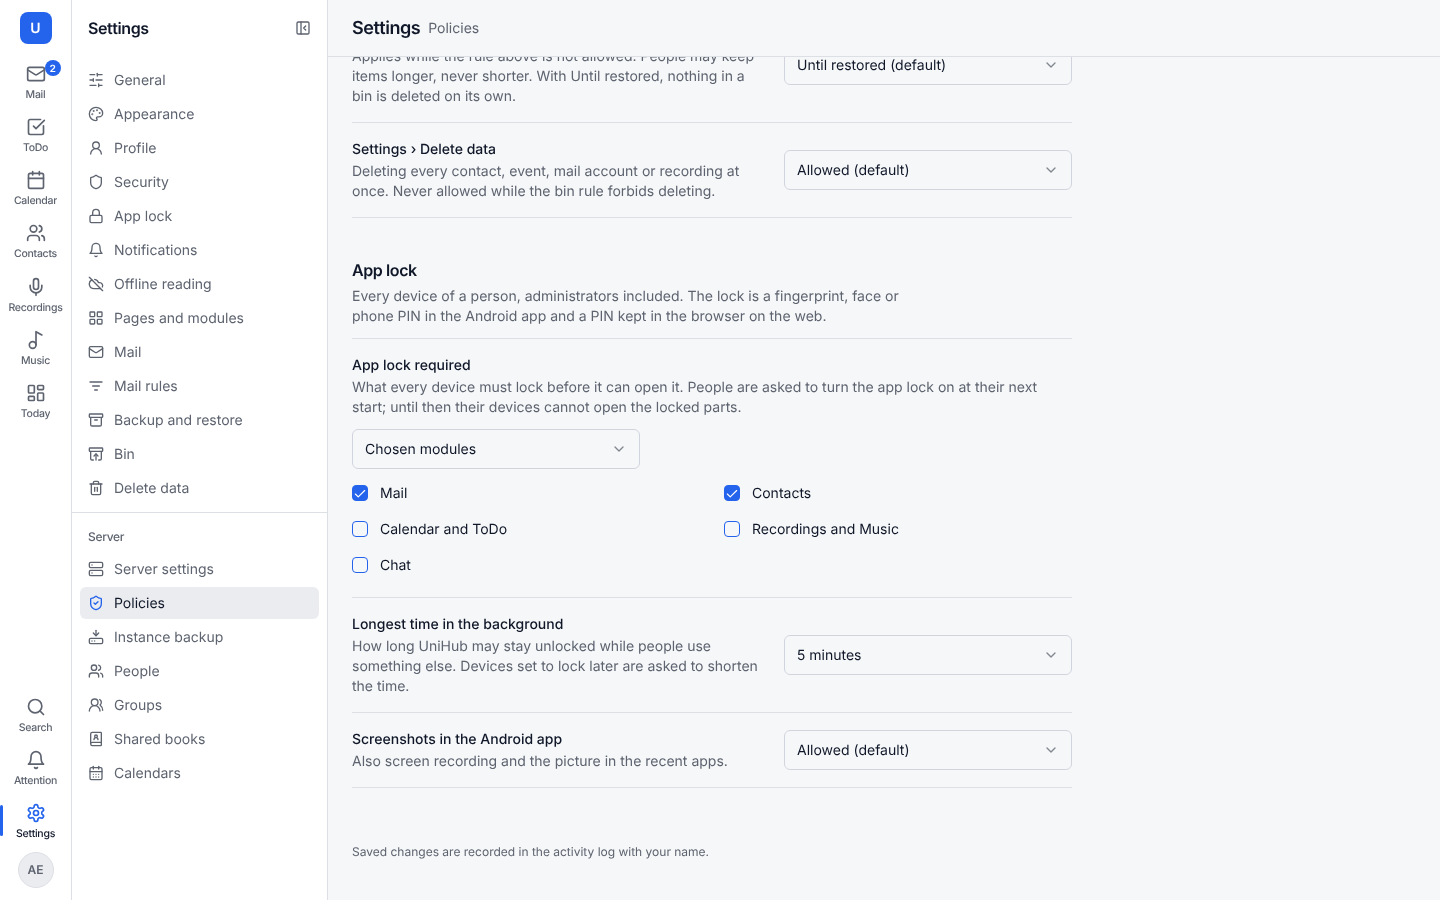 U
2
Mail
ToDo
Calendar
Contacts
Recordings
Music
Today
Search
Attention
Settings
AE
Settings
General
Appearance
Profile
Security
App lock
Notifications
Offline reading
Pages and modules
Mail
Mail rules
Backup and restore
Bin
Delete data
Server
Server settings
Policies
Instance backup
People
Groups
Shared books
Calendars
Settings Policies
Applies while the rule above is not allowed. People may keep
items longer, never shorter. With Until restored, nothing in a
bin is deleted on its own.
Until restored (default)
Settings › Delete data
Deleting every contact, event, mail account or recording at
once. Never allowed while the bin rule forbids deleting.
Allowed (default)
App lock
Every device of a person, administrators included. The lock is a fingerprint, face or
phone PIN in the Android app and a PIN kept in the browser on the web.
App lock required
What every device must lock before it can open it. People are asked to turn the app lock on at their next
start; until then their devices cannot open the locked parts.
Chosen modules
Mail
Contacts
Calendar and ToDo
Recordings and Music
Chat
Longest time in the background
How long UniHub may stay unlocked while people use
something else. Devices set to lock later are asked to shorten
the time.
5 minutes
Screenshots in the Android app
Also screen recording and the picture in the recent apps.
Allowed (default)
Saved changes are recorded in the activity log with your name.